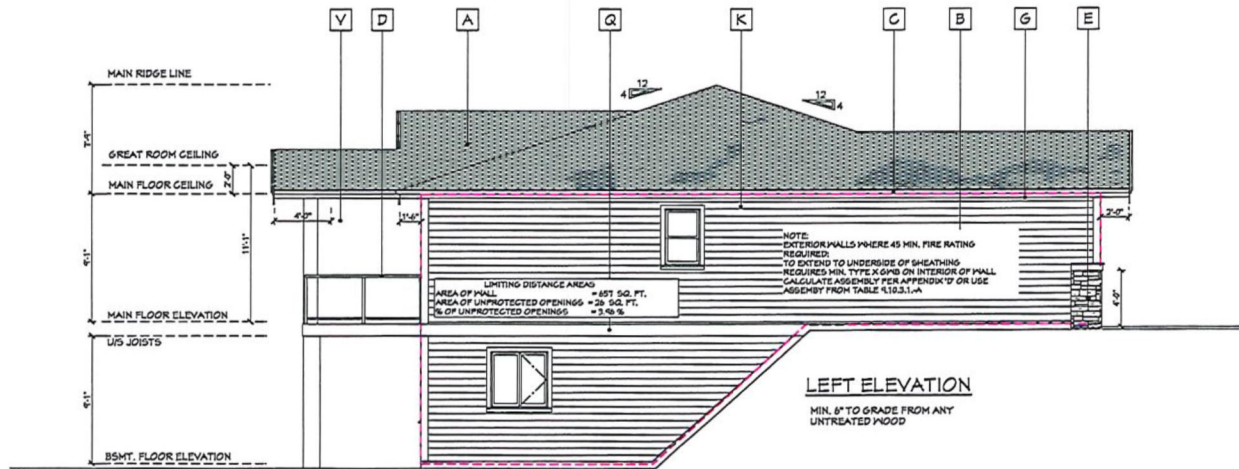 V D A Q K C B G E
MAIN RIDGE LINE
12
4
12
4
7'-9"
GREAT ROOM CEILING
2'-0"
MAIN FLOOR CEILING
4'-0"
1'-6"
2'-0"
9'-1"
11'-1"
NOTE:
EXTERIOR WALLS WHERE 45 MIN. FIRE RATING
REQUIRED:
TO EXTEND TO UNDERSIDE OF SHEATHING
REQUIRES MIN. TYPE X GWB ON INTERIOR OF WALL
CALCULATE ASSEMBLY PER APPENDIX 'D' OR USE
ASSEMBY FROM TABLE 9.10.3.1.-A
LIMITING DISTANCE AREAS
AREA OF WALL = 657 SQ. FT.
AREA OF UNPROTECTED OPENINGS = 26 SQ. FT.
% OF UNPROTECTED OPENINGS = 3.96 %
4'-0"
MAIN FLOOR ELEVATION
U/S JOISTS
9'-1"
LEFT ELEVATION
MIN. 6" TO GRADE FROM ANY
UNTREATED WOOD
BSMT. FLOOR ELEVATION